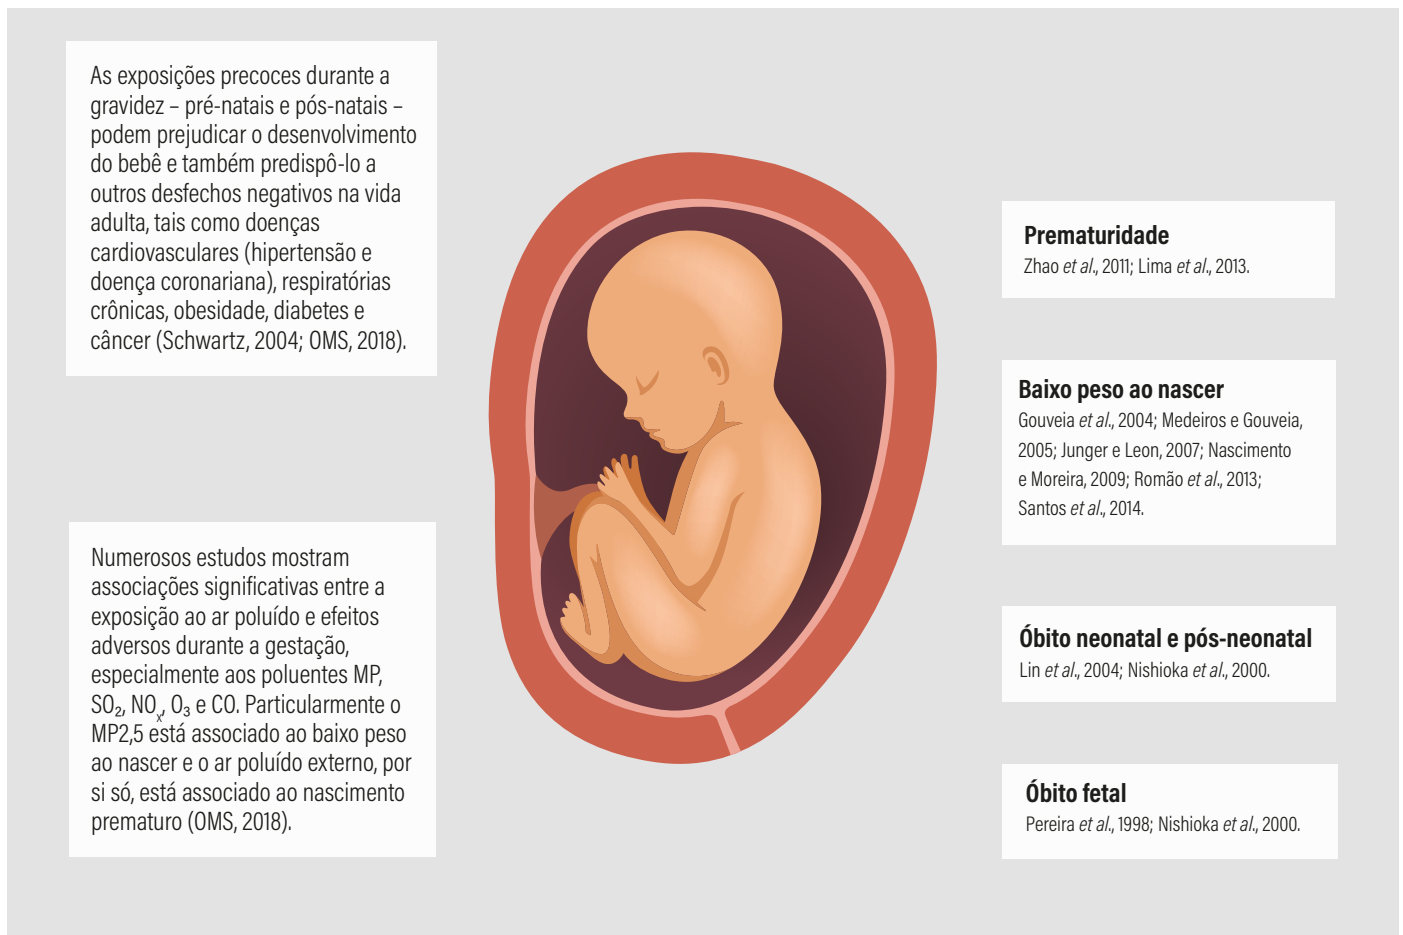 As exposições precoces durante a
gravidez – pré-natais e pós-natais –
podem prejudicar o desenvolvimento
do bebê e também predispô-lo a
outros desfechos negativos na vida
adulta, tais como doenças
cardiovasculares (hipertensão e
doença coronariana), respiratórias
crônicas, obesidade, diabetes e
câncer (Schwartz, 2004; OMS, 2018).
Numerosos estudos mostram
associações significativas entre a
exposição ao ar poluído e efeitos
adversos durante a gestação,
especialmente aos poluentes MP,
SO₂, NOₓ, O₃ e CO. Particularmente o
MP2,5 está associado ao baixo peso
ao nascer e o ar poluído externo, por
si só, está associado ao nascimento
prematuro (OMS, 2018).
Prematuridade
Zhao et al., 2011; Lima et al., 2013.
Baixo peso ao nascer
Gouveia et al., 2004; Medeiros e Gouveia,
2005; Junger e Leon, 2007; Nascimento
e Moreira, 2009; Romão et al., 2013;
Santos et al., 2014.
Óbito neonatal e pós-neonatal
Lin et al., 2004; Nishioka et al., 2000.
Óbito fetal
Pereira et al., 1998; Nishioka et al., 2000.